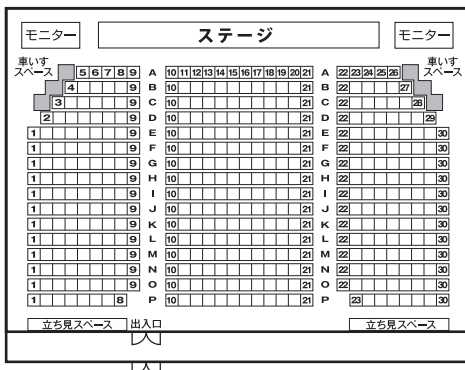 モニター ステージ モニター
車いす
スペース
車いす
スペース
5 6 7 8 9 A 10 11 12 13 14 15 16 17 18 19 20 21 A 22 23 24 25 26
4 9 B 10 21 B 22 27
3 9 C 10 21 C 22 28
2 9 D 10 21 D 22 29
1 9 E 10 21 E 22 30
1 9 F 10 21 F 22 30
1 9 G 10 21 G 22 30
1 9 H 10 21 H 22 30
1 9 I 10 21 I 22 30
1 9 J 10 21 J 22 30
1 9 K 10 21 K 22 30
1 9 L 10 21 L 22 30
1 9 M 10 21 M 22 30
1 9 N 10 21 N 22 30
1 9 O 10 21 O 22 30
1 8 P 10 21 P 23 30
立ち見スペース 出入口 立ち見スペース